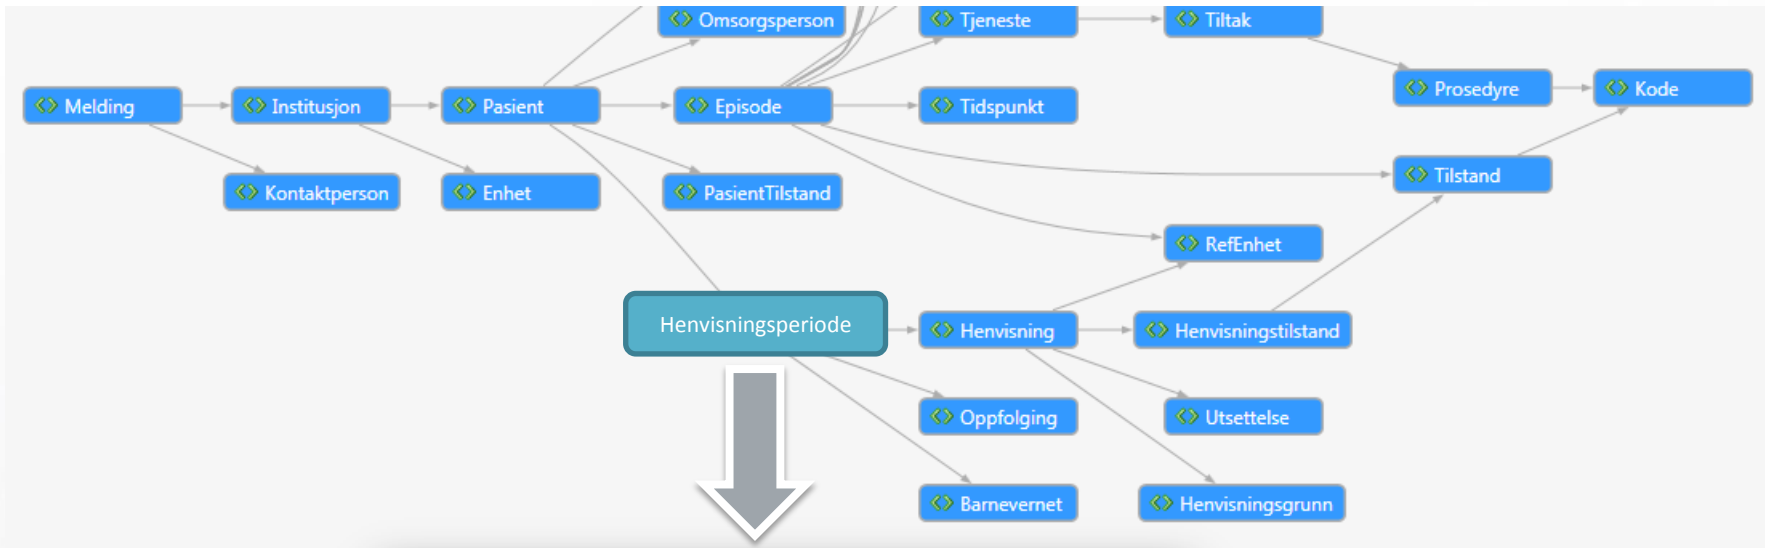 Omsorgsperson
Tjeneste
Tiltak
Prosedyre
Kode
Melding
Institusjon
Pasient
Episode
Tidspunkt
Tilstand
Kontaktperson
Enhet
PasientTilstand
RefEnhet
Henvisningsperiode
Henvisning
Henvisningstilstand
Oppfolging
Utsettelse
Barnevernet
Henvisningsgrunn